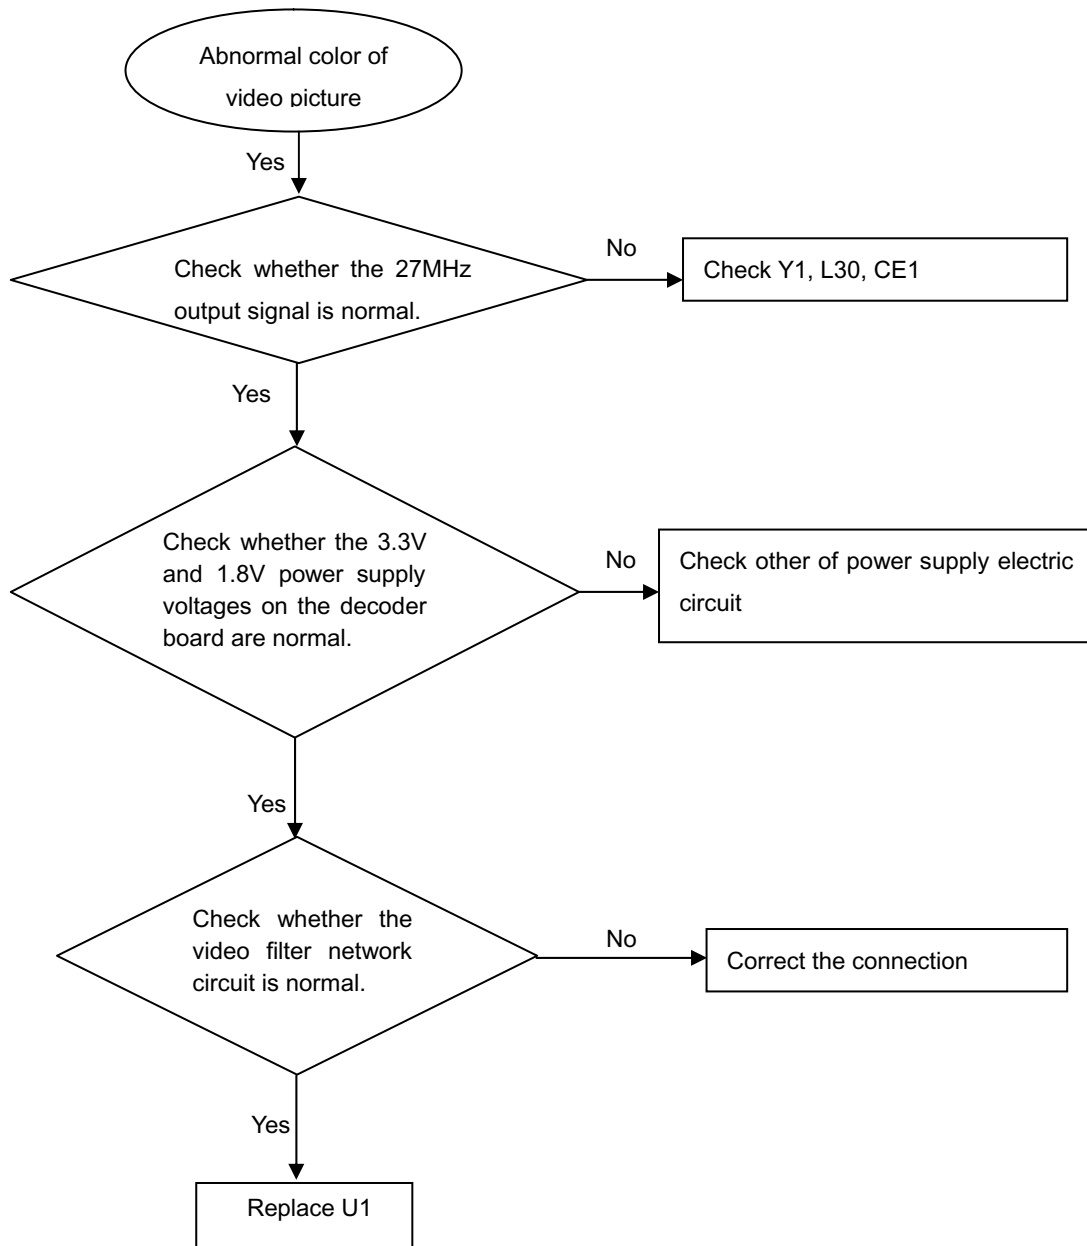 Abnormal color of
video picture
Yes
Check whether the 27MHz
output signal is normal.
No
Check Y1, L30, CE1
Yes
Check whether the 3.3V
and 1.8V power supply
voltages on the decoder
board are normal.
No
Check other of power supply electric
circuit
Yes
Check whether the
video filter network
circuit is normal.
No
Correct the connection
Yes
Replace U1